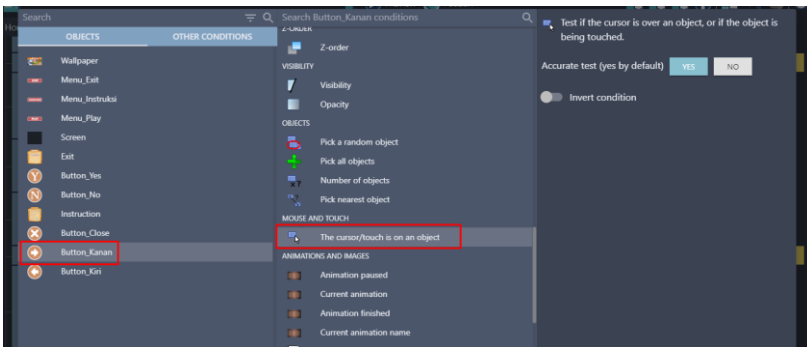 Search
Search Button_Kanan conditions
Test if the cursor is over an object, or if the object is
being touched.
OBJECTS
OTHER CONDITIONS
Z-ORDER
Wallpaper
Z-order
Accurate test (yes by default)
YES
NO
VISIBILITY
Menu_Exit
Visibility
Menu_Instruksi
Opacity
Invert condition
Menu_Play
OBJECTS
Screen
Pick a random object
Exit
Pick all objects
Button_Yes
Number of objects
Button_No
Pick nearest object
Instruction
MOUSE AND TOUCH
Button_Close
The cursor/touch is on an object
Button_Kanan
ANIMATIONS AND IMAGES
Button_Kiri
Animation paused
Current animation
Animation finished
Current animation name